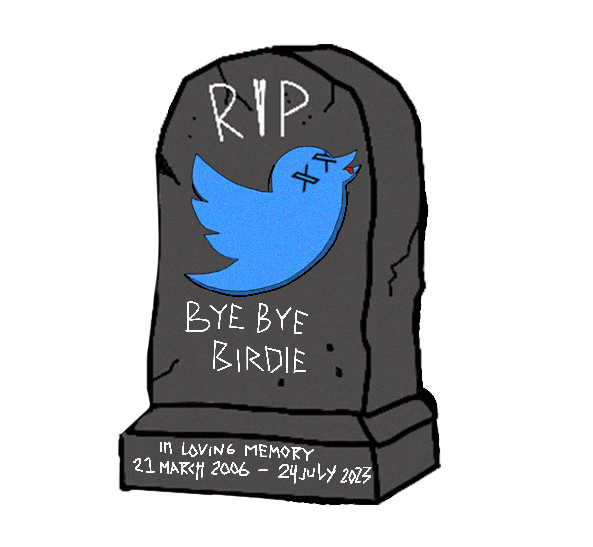 RIP
BYE BYE
BIRDIE
IN LOVING MEMORY
21 MARCH 2006 - 24 JULY 2023